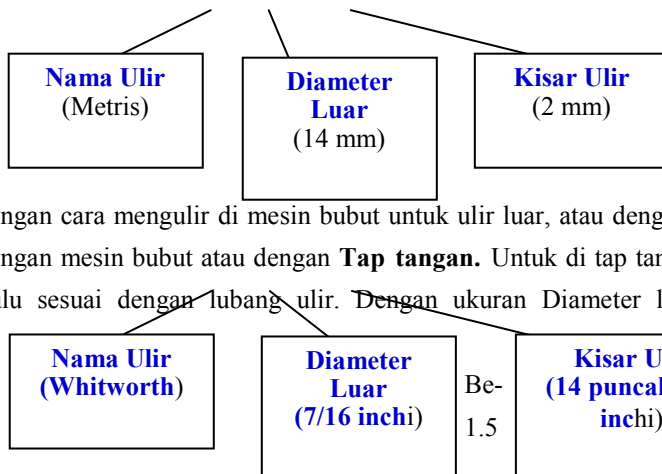 Nama Ulir
(Metris)
Diameter
Luar
(14 mm)
Kisar Ulir
(2 mm)
ngan cara mengulir di mesin bubut untuk ulir luar, atau deng
ngan mesin bubut atau dengan Tap tangan. Untuk di tap tan
lu sesuai dengan lubang ulir. Dengan ukuran Diameter l
Nama Ulir
(Whitworth)
Diameter
Luar
(7/16 inchi)
Be-
1.5
Kisar U
(14 puncal
inchi)